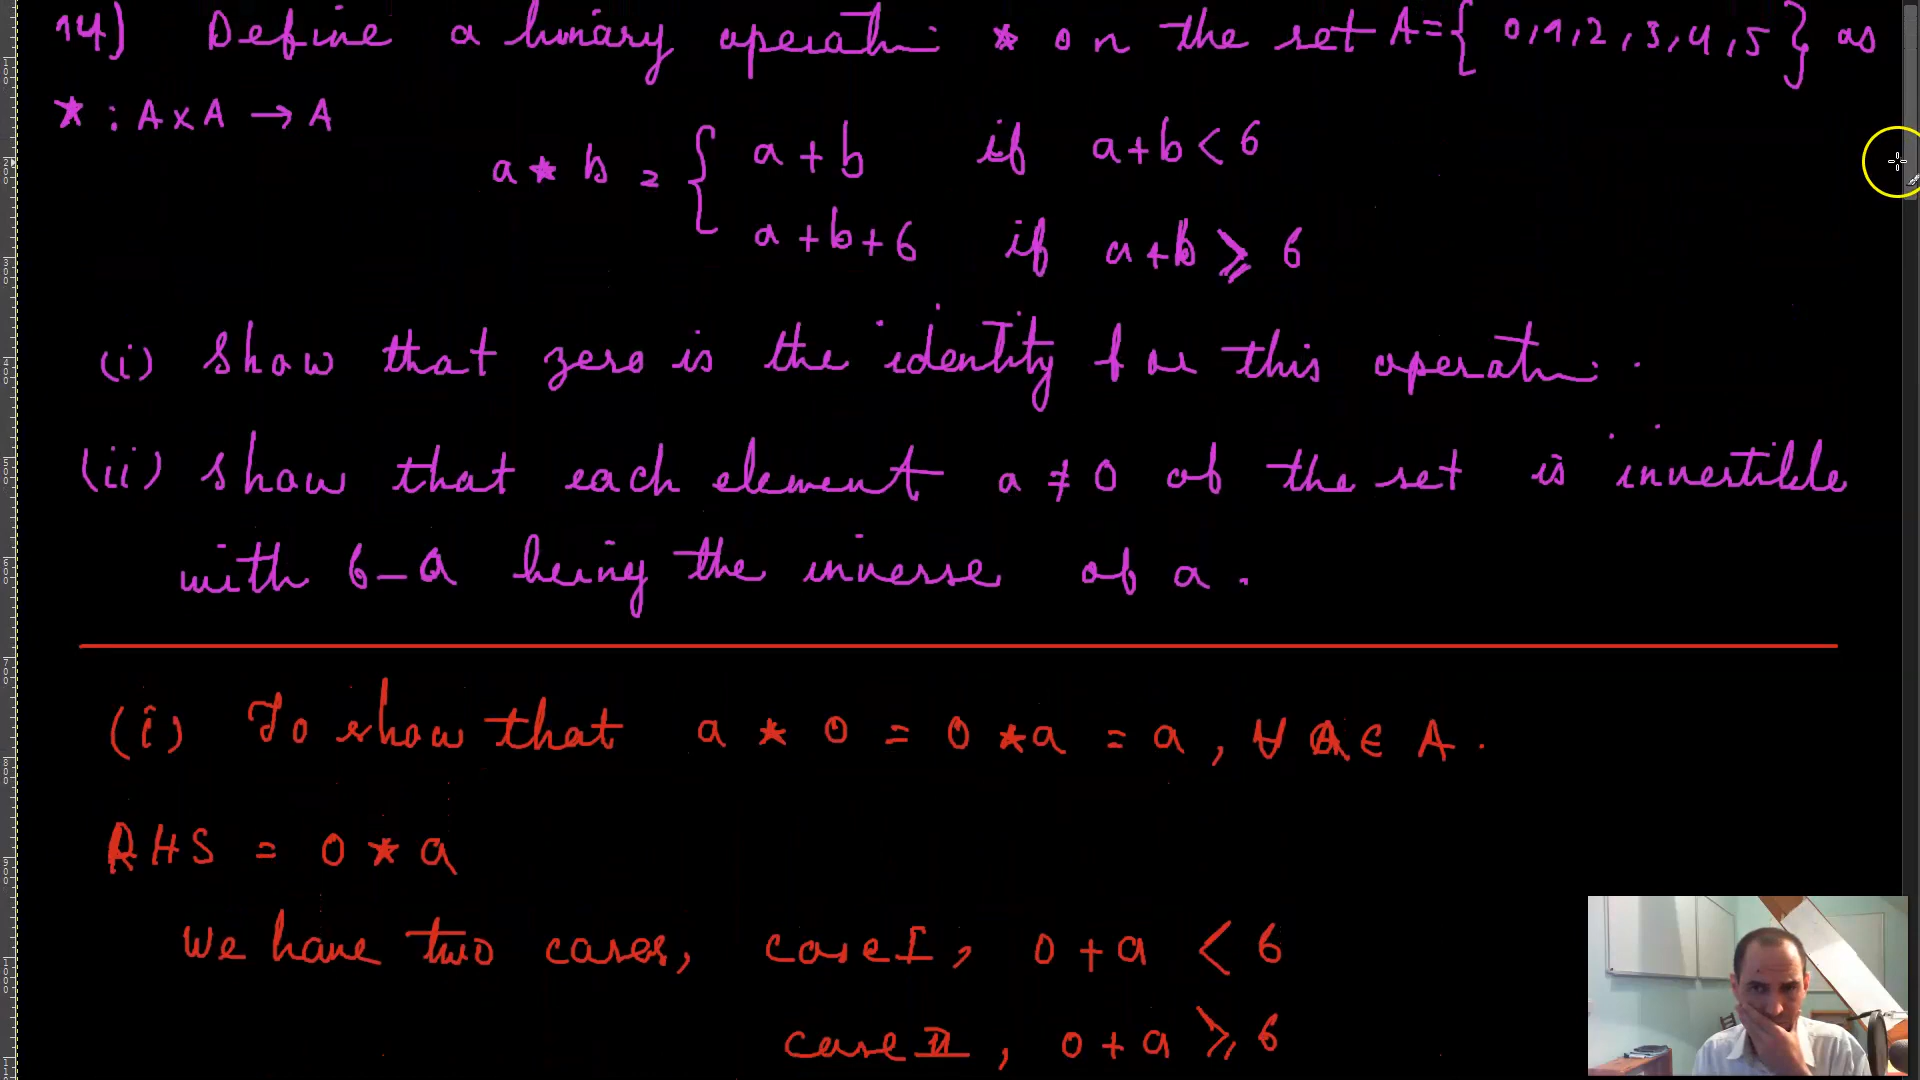 14) Define a binary operatn * on the set A = { 0, 1, 2, 3, 4, 5 } as
* : A x A → A
a * b = { a + b if a + b < 6
a + b + 6 if a + b ⩾ 6
(i) Show that zero is the identity for this operatn.
(ii) Show that each element a ≠ 0 of the set is invertible
with 6 - a being the inverse of a.
(i) To show that a * 0 = 0 * a = a, ∀ a ∈ A.
RHS = 0 * a
We have two cases, case I, 0 + a < 6
case II, 0 + a ⩾ 6